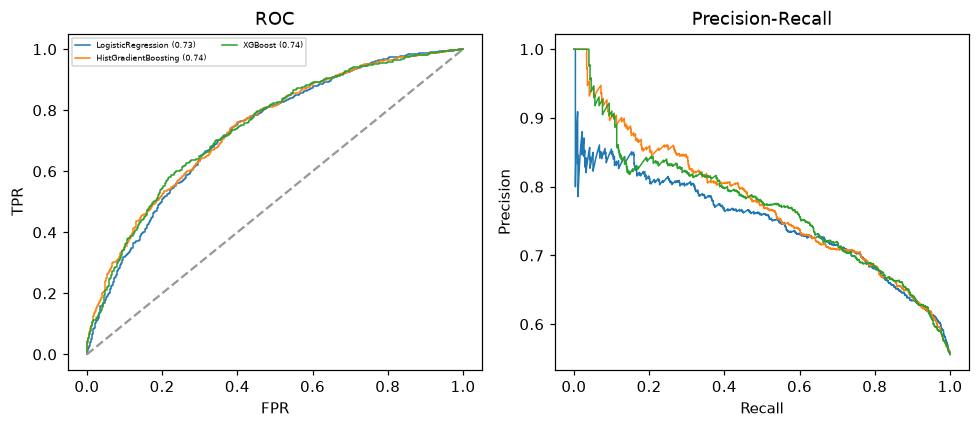 ROC
LogisticRegression (0.73)
HistGradientBoosting (0.74)
XGBoost (0.74)
1.0
0.8
0.6
0.4
0.2
0.0
TPR
0.0 0.2 0.4 0.6 0.8 1.0
FPR
Precision-Recall
1.0
0.9
0.8
0.7
0.6
Precision
0.0 0.2 0.4 0.6 0.8 1.0
Recall